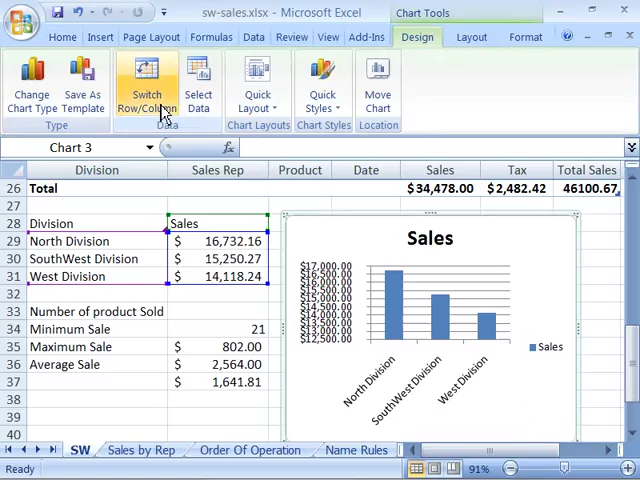 sw-sales.xlsx - Microsoft Excel
Chart Tools
Home Insert Page Layout Formulas Data Review View Add-Ins Design Layout Format
Change Chart Type
Save As Template
Switch Row/Column
Select Data
Quick Layout
Quick Styles
Move Chart
Type Data Chart Layouts Chart Styles Location
Chart 3 fx
Division Sales Rep Product Date Sales Tax Total Sales
26 Total $ 34,478.00 $ 2,482.42 46100.67
27
28 Division Sales
29 North Division $ 16,732.16
30 SouthWest Division $ 15,250.27
31 West Division $ 14,118.24
32
33 Number of product Sold
34 Minimum Sale 21
35 Maximum Sale $ 802.00
36 Average Sale $ 2,564.00
37 $ 1,641.81
38
39
40
Sales
$17,000.00
$16,500.00
$16,000.00
$15,500.00
$15,000.00
$14,500.00
$14,000.00
$13,500.00
$13,000.00
$12,500.00
North Division
SouthWest Division
West Division
Sales
SW Sales by Rep Order Of Operation Name Rules
Ready 91%